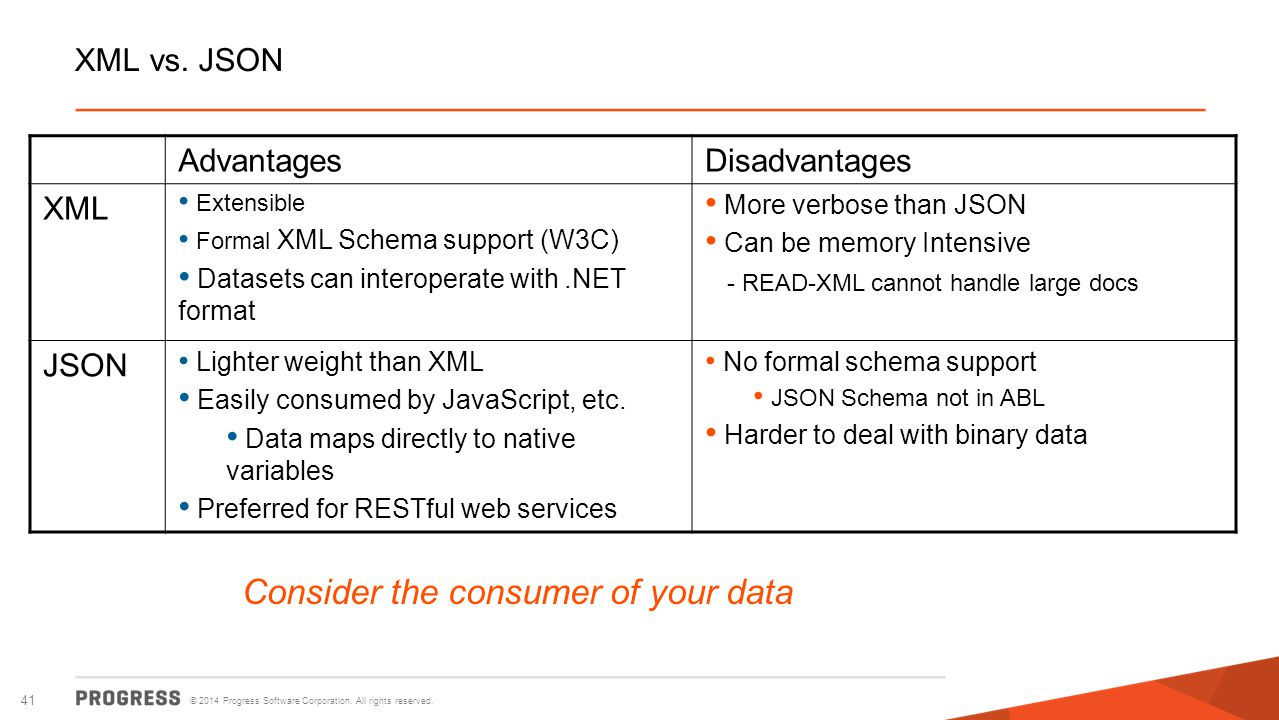 XML vs. JSON
Advantages
Disadvantages
XML
• Extensible
• Formal XML Schema support (W3C)
• Datasets can interoperate with .NET
format
• More verbose than JSON
• Can be memory Intensive
- READ-XML cannot handle large docs
JSON
• Lighter weight than XML
• Easily consumed by JavaScript, etc.
• Data maps directly to native
variables
• Preferred for RESTful web services
• No formal schema support
• JSON Schema not in ABL
• Harder to deal with binary data
Consider the consumer of your data
41
PROGRESS
© 2014 Progress Software Corporation. All rights reserved.